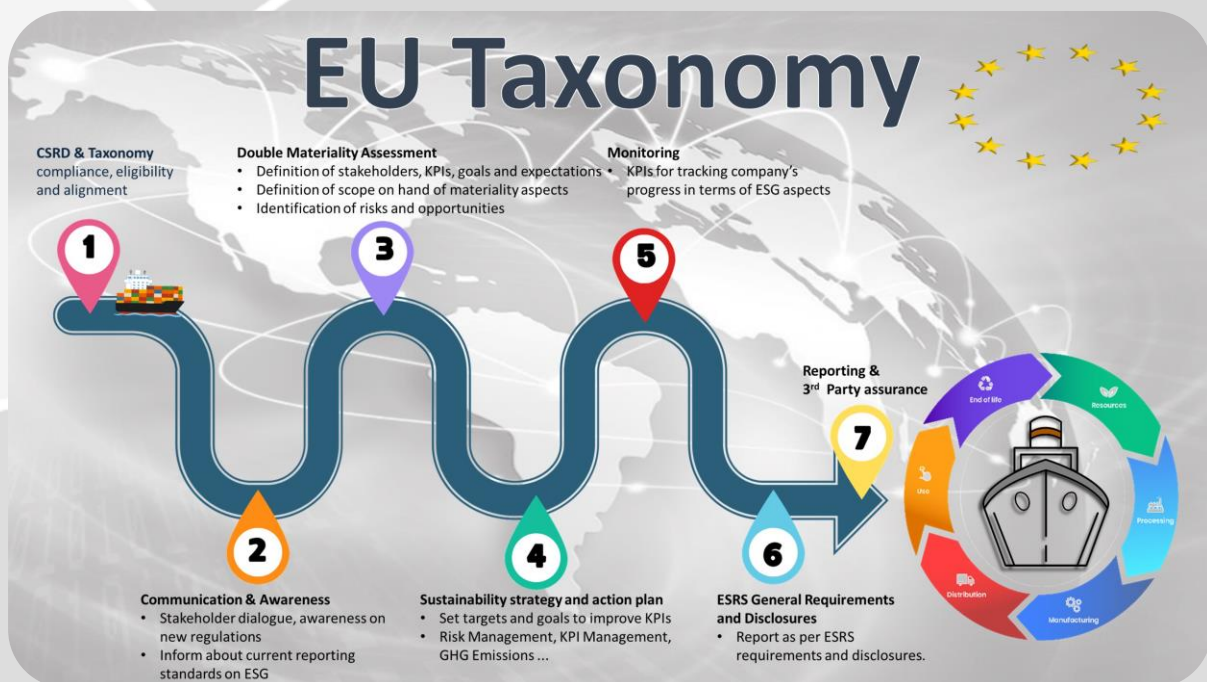 EU Taxonomy
CSRD & Taxonomy
compliance, eligibility
and alignment
Double Materiality Assessment
• Definition of stakeholders, KPIs, goals and expectations
• Definition of scope on hand of materiality aspects
• Identification of risks and opportunities
Monitoring
• KPIs for tracking company's
progress in terms of ESG aspects
1
3
5
Reporting &
3rd Party assurance
7
2
4
6
Communication & Awareness
• Stakeholder dialogue, awareness on
new regulations
• Inform about current reporting
standards on ESG
Sustainability strategy and action plan
• Set targets and goals to improve KPIs
• Risk Management, KPI Management,
GHG Emissions ...
ESRS General Requirements
and Disclosures
• Report as per ESRS
requirements and disclosures.
End of life
Resources
Use
Processing
Distribution
Manufacturing